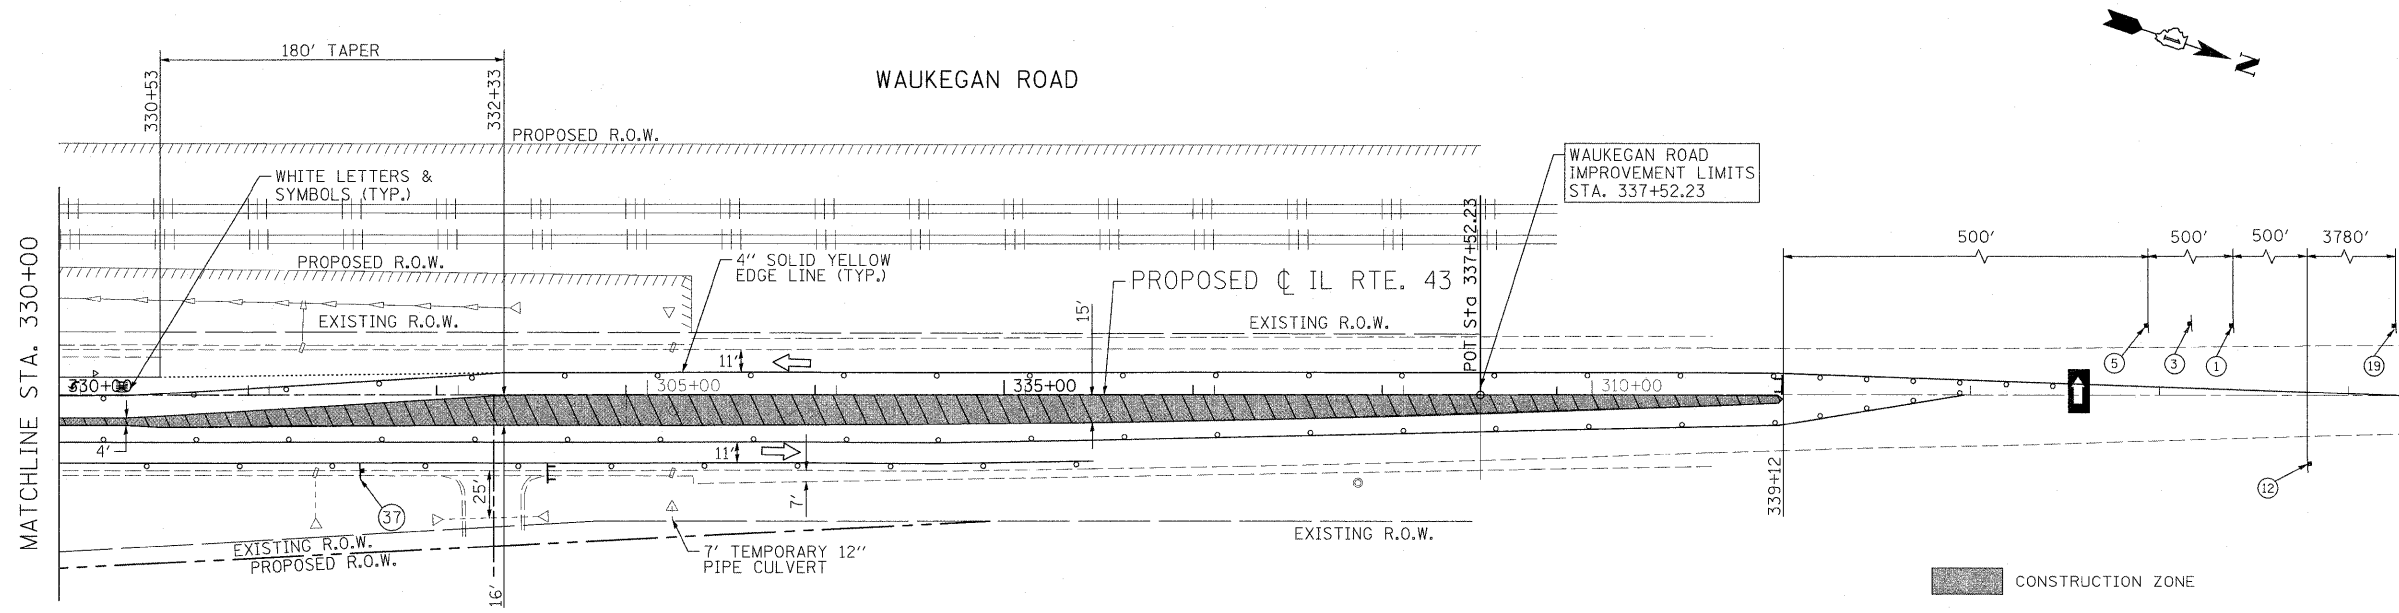 180' TAPER
330+53
332+33
WAUKEGAN ROAD
N
PROPOSED R.O.W.
WHITE LETTERS &
SYMBOLS (TYP.)
WAUKEGAN ROAD
IMPROVEMENT LIMITS
STA. 337+52.23
POT Sta 337+52.23
MATCHLINE STA. 330+00
PROPOSED R.O.W.
4" SOLID YELLOW
EDGE LINE (TYP.)
PROPOSED ℄ IL RTE. 43
15'
500'
500'
500'
3780'
EXISTING R.O.W.
EXISTING R.O.W.
11'
5
3
1
19
330+00
305+00
335+00
310+00
4'
11'
25'
7'
37
339+12
12
EXISTING R.O.W.
PROPOSED R.O.W.
7' TEMPORARY 12"
PIPE CULVERT
EXISTING R.O.W.
16'
CONSTRUCTION ZONE